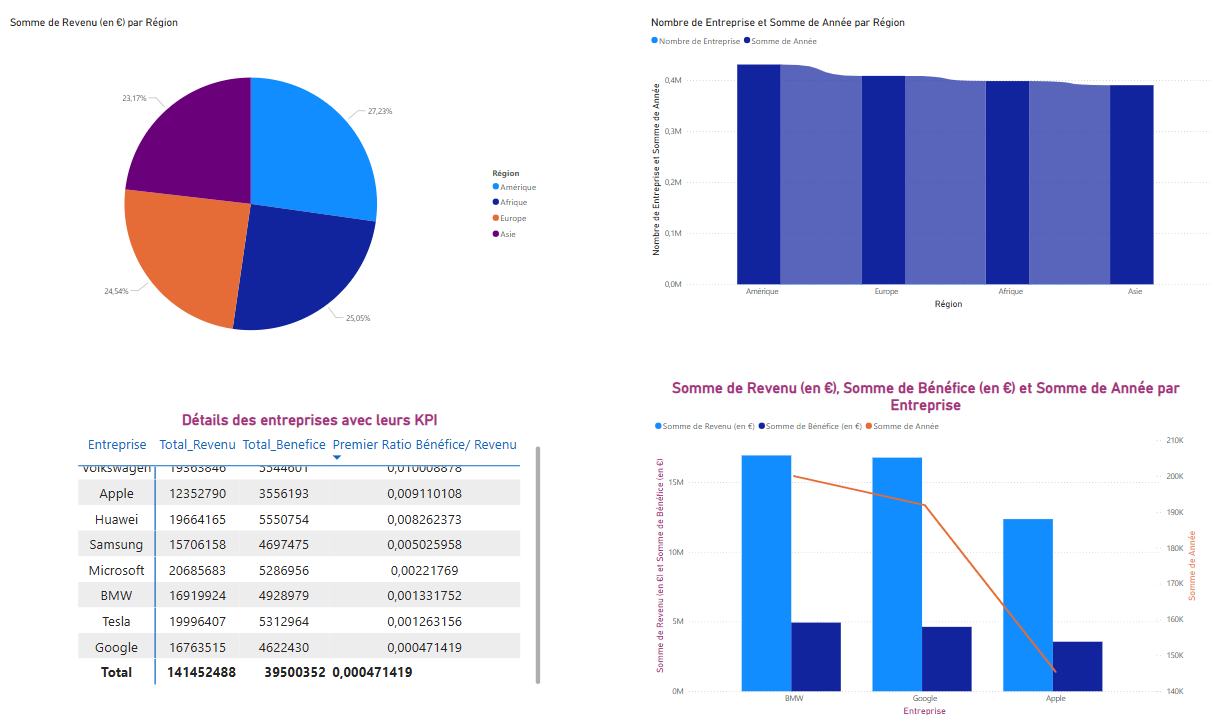 Somme de Revenu (en €) par Région
23,17%
27,23%
24,54%
25,05%
Région
Amérique
Afrique
Europe
Asie
Nombre de Entreprise et Somme de Année par Région
Nombre de Entreprise Somme de Année
Nombre de Entreprise et Somme de Année
0,4M
0,3M
0,2M
0,1M
0,0M
Amérique Europe Afrique Asie
Région
Détails des entreprises avec leurs KPI
Entreprise Total_Revenu Total_Benefice Premier Ratio Bénéfice/ Revenu
Volkswagen 19363846 5544601 0,010008878
Apple 12352790 3556193 0,009110108
Huawei 19664165 5550754 0,008262373
Samsung 15706158 4697475 0,005025958
Microsoft 20685683 5286956 0,00221769
BMW 16919924 4928979 0,001331752
Tesla 19996407 5312964 0,001263156
Google 16763515 4622430 0,000471419
Total 141452488 39500352 0,000471419
Somme de Revenu (en €), Somme de Bénéfice (en €) et Somme de Année par
Entreprise
Somme de Revenu (en €) Somme de Bénéfice (en €) Somme de Année
Somme de Revenu (en €) et Somme de Bénéfice (en €)
15M
10M
5M
0M
210K
200K
190K
180K
170K
160K
150K
140K
Somme de Année
BMW Google Apple
Entreprise